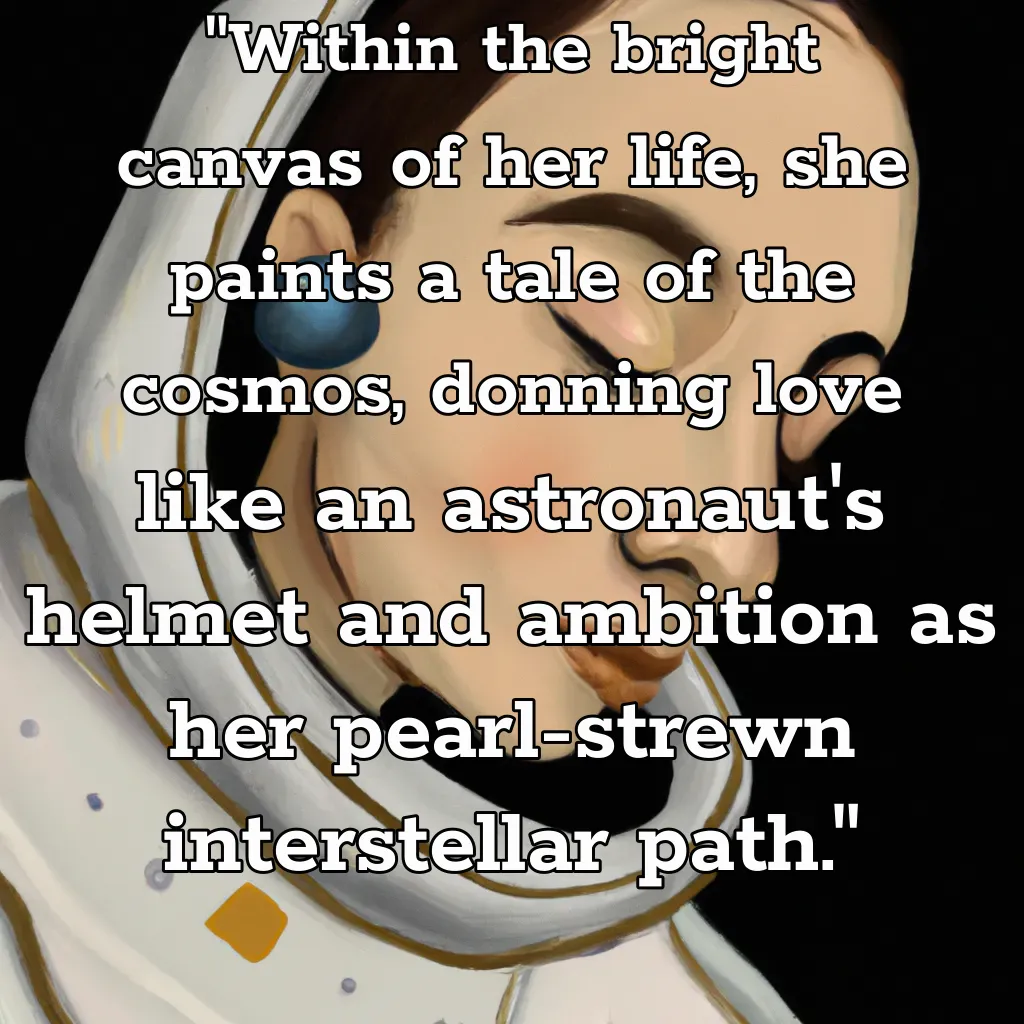 "Within the bright
canvas of her life, she
paints a tale of the
cosmos, donning love
like an astronaut's
helmet and ambition as
her pearl-strewn
interstellar path."